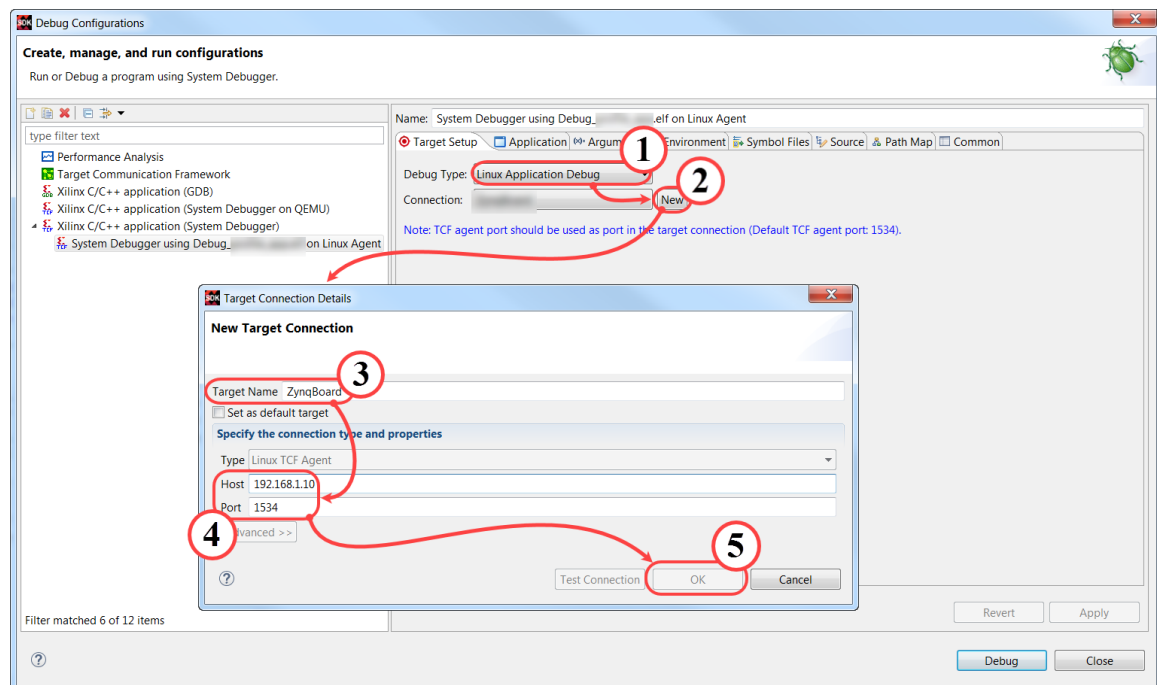 SDK Debug Configurations
Create, manage, and run configurations
Run or Debug a program using System Debugger.
type filter text
Performance Analysis
Target Communication Framework
Xilinx C/C++ application (GDB)
Xilinx C/C++ application (System Debugger on QEMU)
Xilinx C/C++ application (System Debugger)
System Debugger using Debug_ on Linux Agent
Filter matched 6 of 12 items
Name: System Debugger using Debug_ .elf on Linux Agent
Target Setup Application Argum Environment Symbol Files Source Path Map Common
1
Debug Type: Linux Application Debug
2
Connection: New
Note: TCF agent port should be used as port in the target connection (Default TCF agent port: 1534).
SDK Target Connection Details
New Target Connection
3
Target Name ZynqBoard
Set as default target
Specify the connection type and properties
Type Linux TCF Agent
Host 192.168.1.10
Port 1534
4
vanced >>
5
Test Connection OK Cancel
Revert Apply
Debug Close